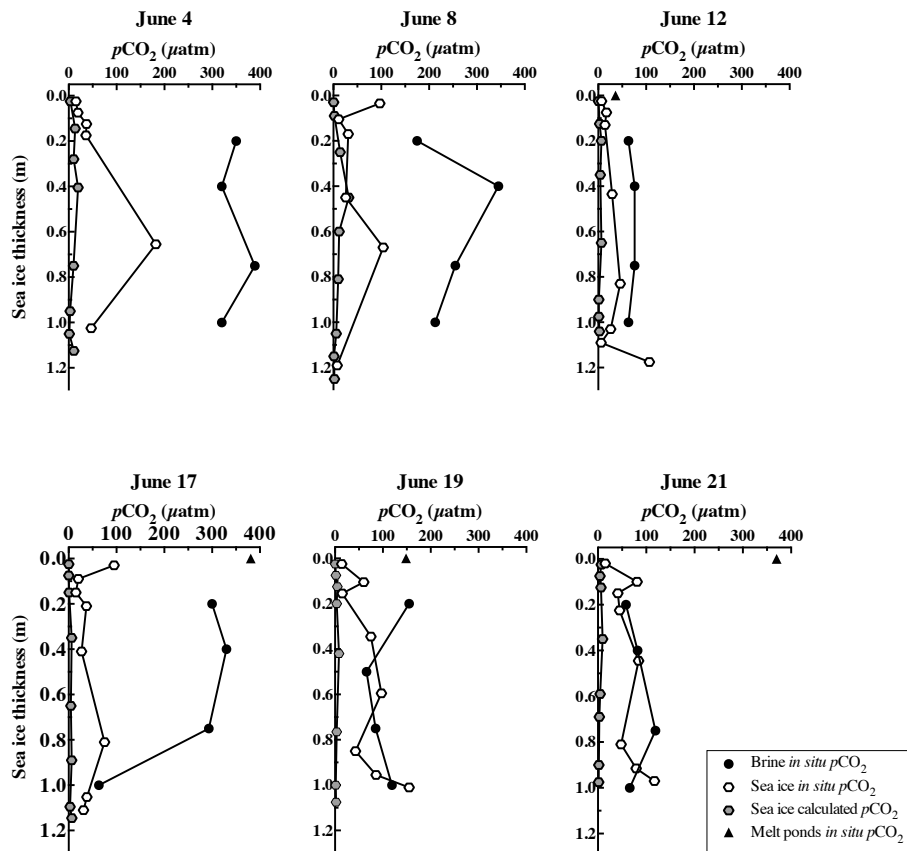 June 4
pCO₂ (µatm)
0 100 200 300 400
Sea ice thickness (m)
0.0
0.2
0.4
0.6
0.8
1.0
1.2
June 8
pCO₂ (µatm)
0 100 200 300 400
0.0
0.2
0.4
0.6
0.8
1.0
1.2
June 12
pCO₂ (µatm)
0 100 200 300 400
0.0
0.2
0.4
0.6
0.8
1.0
1.2
June 17
pCO₂ (µatm)
0 100 200 300 400
Sea ice thickness (m)
0.0
0.2
0.4
0.6
0.8
1.0
1.2
June 19
pCO₂ (µatm)
0 100 200 300 400
0.0
0.2
0.4
0.6
0.8
1.0
1.2
June 21
pCO₂ (µatm)
0 100 200 300 400
0.0
0.2
0.4
0.6
0.8
1.0
1.2
Brine in situ pCO₂
Sea ice in situ pCO₂
Sea ice calculated pCO₂
Melt ponds in situ pCO₂